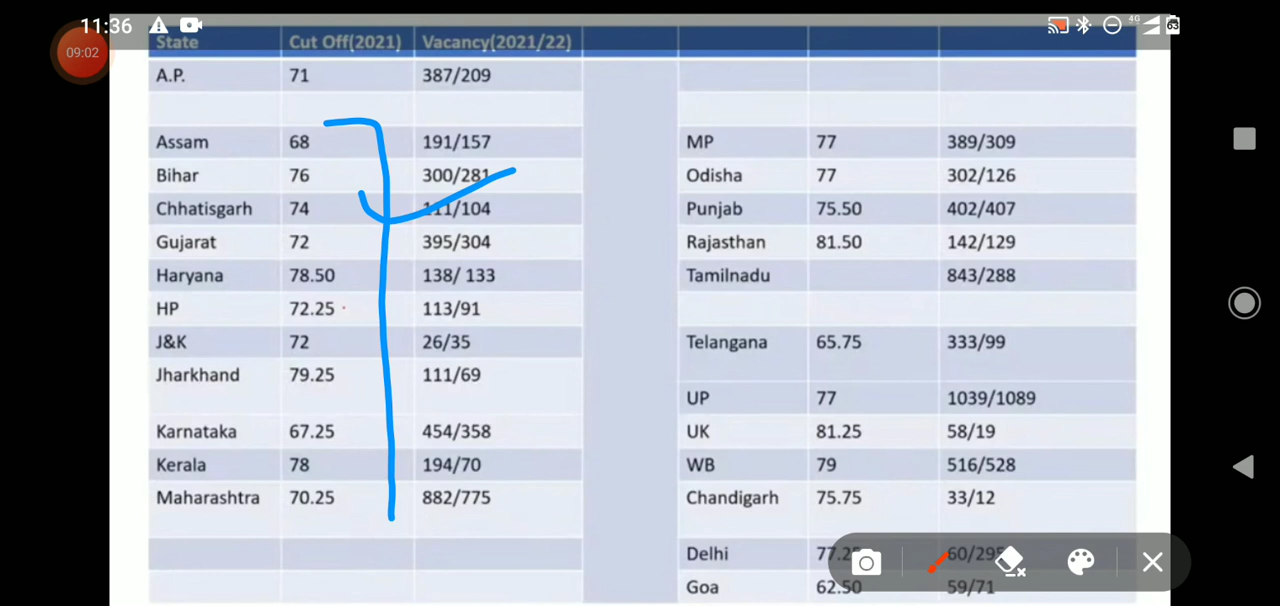 11:36
4G
63
09:02
State Cut Off(2021) Vacancy(2021/22)
A.P. 71 387/209
Assam 68 191/157
Bihar 76 300/281
Chhatisgarh 74 111/104
Gujarat 72 395/304
Haryana 78.50 138/ 133
HP 72.25 113/91
J&K 72 26/35
Jharkhand 79.25 111/69
Karnataka 67.25 454/358
Kerala 78 194/70
Maharashtra 70.25 882/775
MP 77 389/309
Odisha 77 302/126
Punjab 75.50 402/407
Rajasthan 81.50 142/129
Tamilnadu 843/288
Telangana 65.75 333/99
UP 77 1039/1089
UK 81.25 58/19
WB 79 516/528
Chandigarh 75.75 33/12
Delhi 60/295
Goa 62.50 59/71